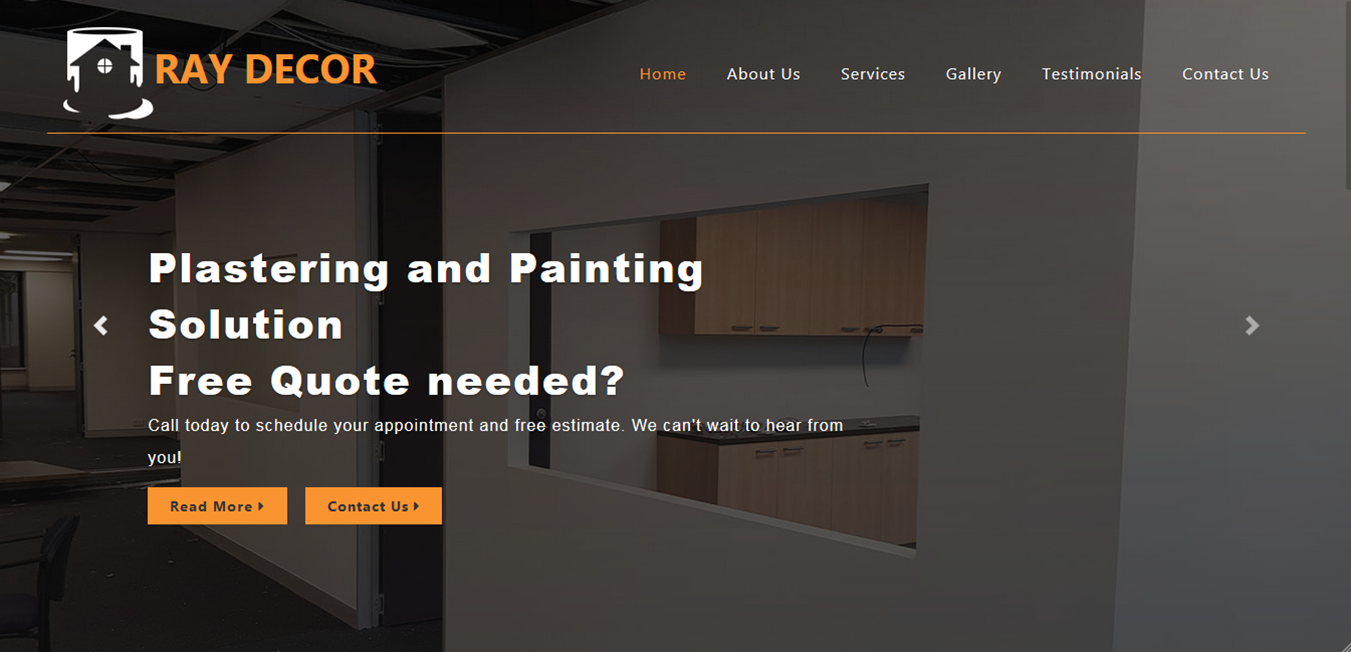 RAY DECOR
Home About Us Services Gallery Testimonials Contact Us
Plastering and Painting
Solution
Free Quote needed?
Call today to schedule your appointment and free estimate. We can't wait to hear from
you!
Read More Contact Us